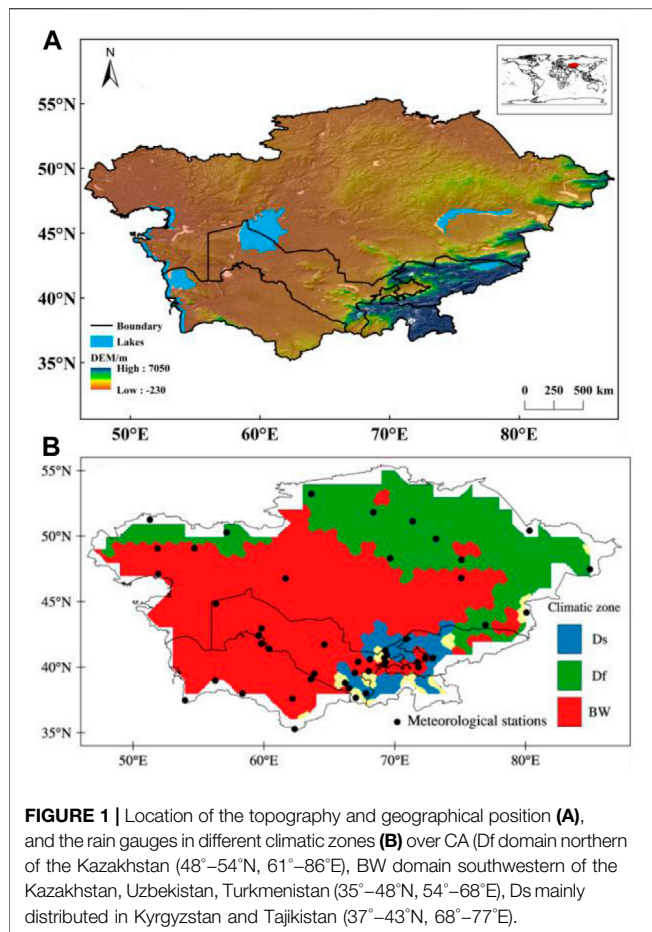 A
N
55°N
50°N
45°N
40°N
35°N
Boundary
Lakes
DEM/m
High : 7050
Low : -230
0 250 500 km
50°E 60°E 70°E 80°E
B
55°N
50°N
45°N
40°N
35°N
Climatic zone
Ds
Df
BW
Meteorological stations
50°E 60°E 70°E 80°E
FIGURE 1 | Location of the topography and geographical position (A),
and the rain gauges in different climatic zones (B) over CA (Df domain northern
of the Kazakhstan (48°–54°N, 61°–86°E), BW domain southwestern of the
Kazakhstan, Uzbekistan, Turkmenistan (35°–48°N, 54°–68°E), Ds mainly
distributed in Kyrgyzstan and Tajikistan (37°–43°N, 68°–77°E).